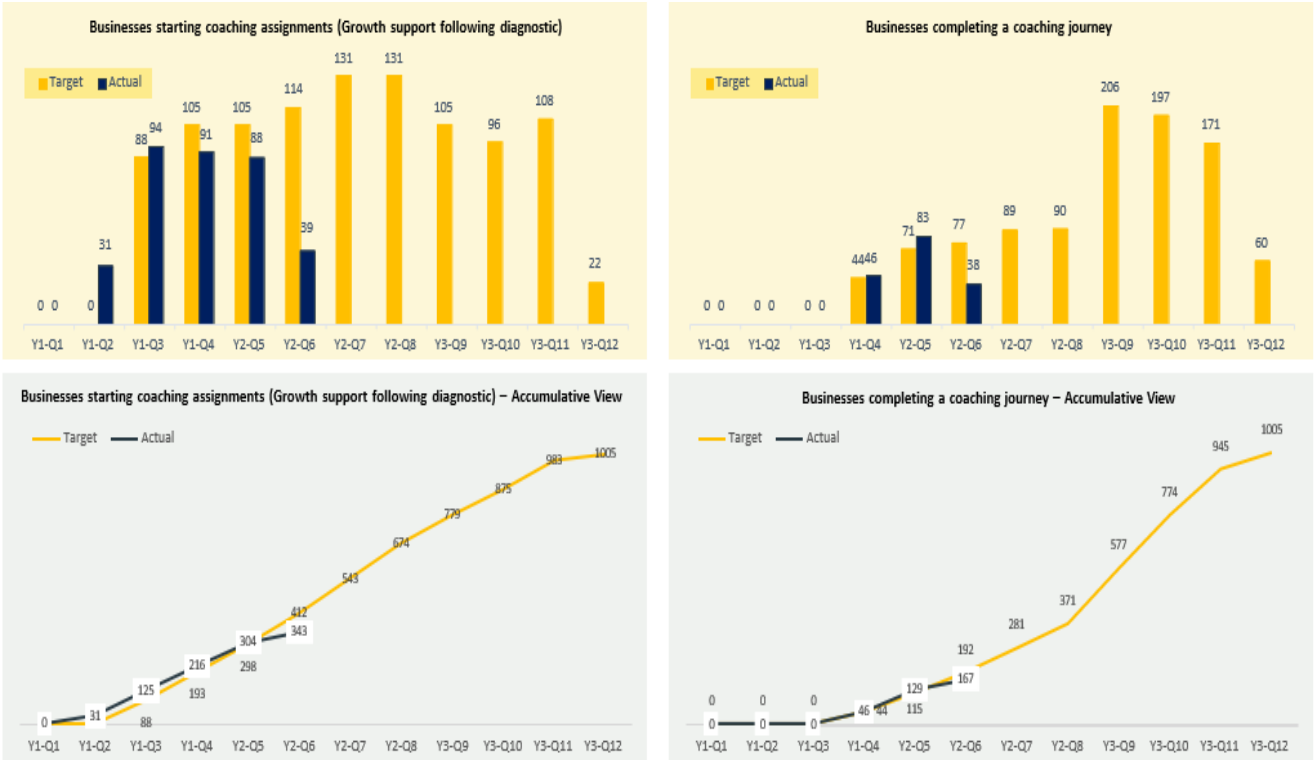 Businesses starting coaching assignments (Growth support following diagnostic)
Target Actual
131 131
114
105 105 105 108
94 96
88 91 88
39
31
22
0 0 0
Y1-Q1 Y1-Q2 Y1-Q3 Y1-Q4 Y2-Q5 Y2-Q6 Y2-Q7 Y2-Q8 Y3-Q9 Y3-Q10 Y3-Q11 Y3-Q12
Businesses completing a coaching journey
Target Actual
206
197
171
83 89 90
71 77
60
44 46
38
0 0 0 0 0 0
Y1-Q1 Y1-Q2 Y1-Q3 Y1-Q4 Y2-Q5 Y2-Q6 Y2-Q7 Y2-Q8 Y3-Q9 Y3-Q10 Y3-Q11 Y3-Q12
Businesses starting coaching assignments (Growth support following diagnostic) – Accumulative View
Target Actual
983 1005
875
779
674
543
412
304 343
216 298
125 193
0 31 88
Y1-Q1 Y1-Q2 Y1-Q3 Y1-Q4 Y2-Q5 Y2-Q6 Y2-Q7 Y2-Q8 Y3-Q9 Y3-Q10 Y3-Q11 Y3-Q12
Businesses completing a coaching journey – Accumulative View
Target Actual
1005
945
774
577
371
281
192
129 167
0 0 0
46 44 115
0 0 0
Y1-Q1 Y1-Q2 Y1-Q3 Y1-Q4 Y2-Q5 Y2-Q6 Y2-Q7 Y2-Q8 Y3-Q9 Y3-Q10 Y3-Q11 Y3-Q12